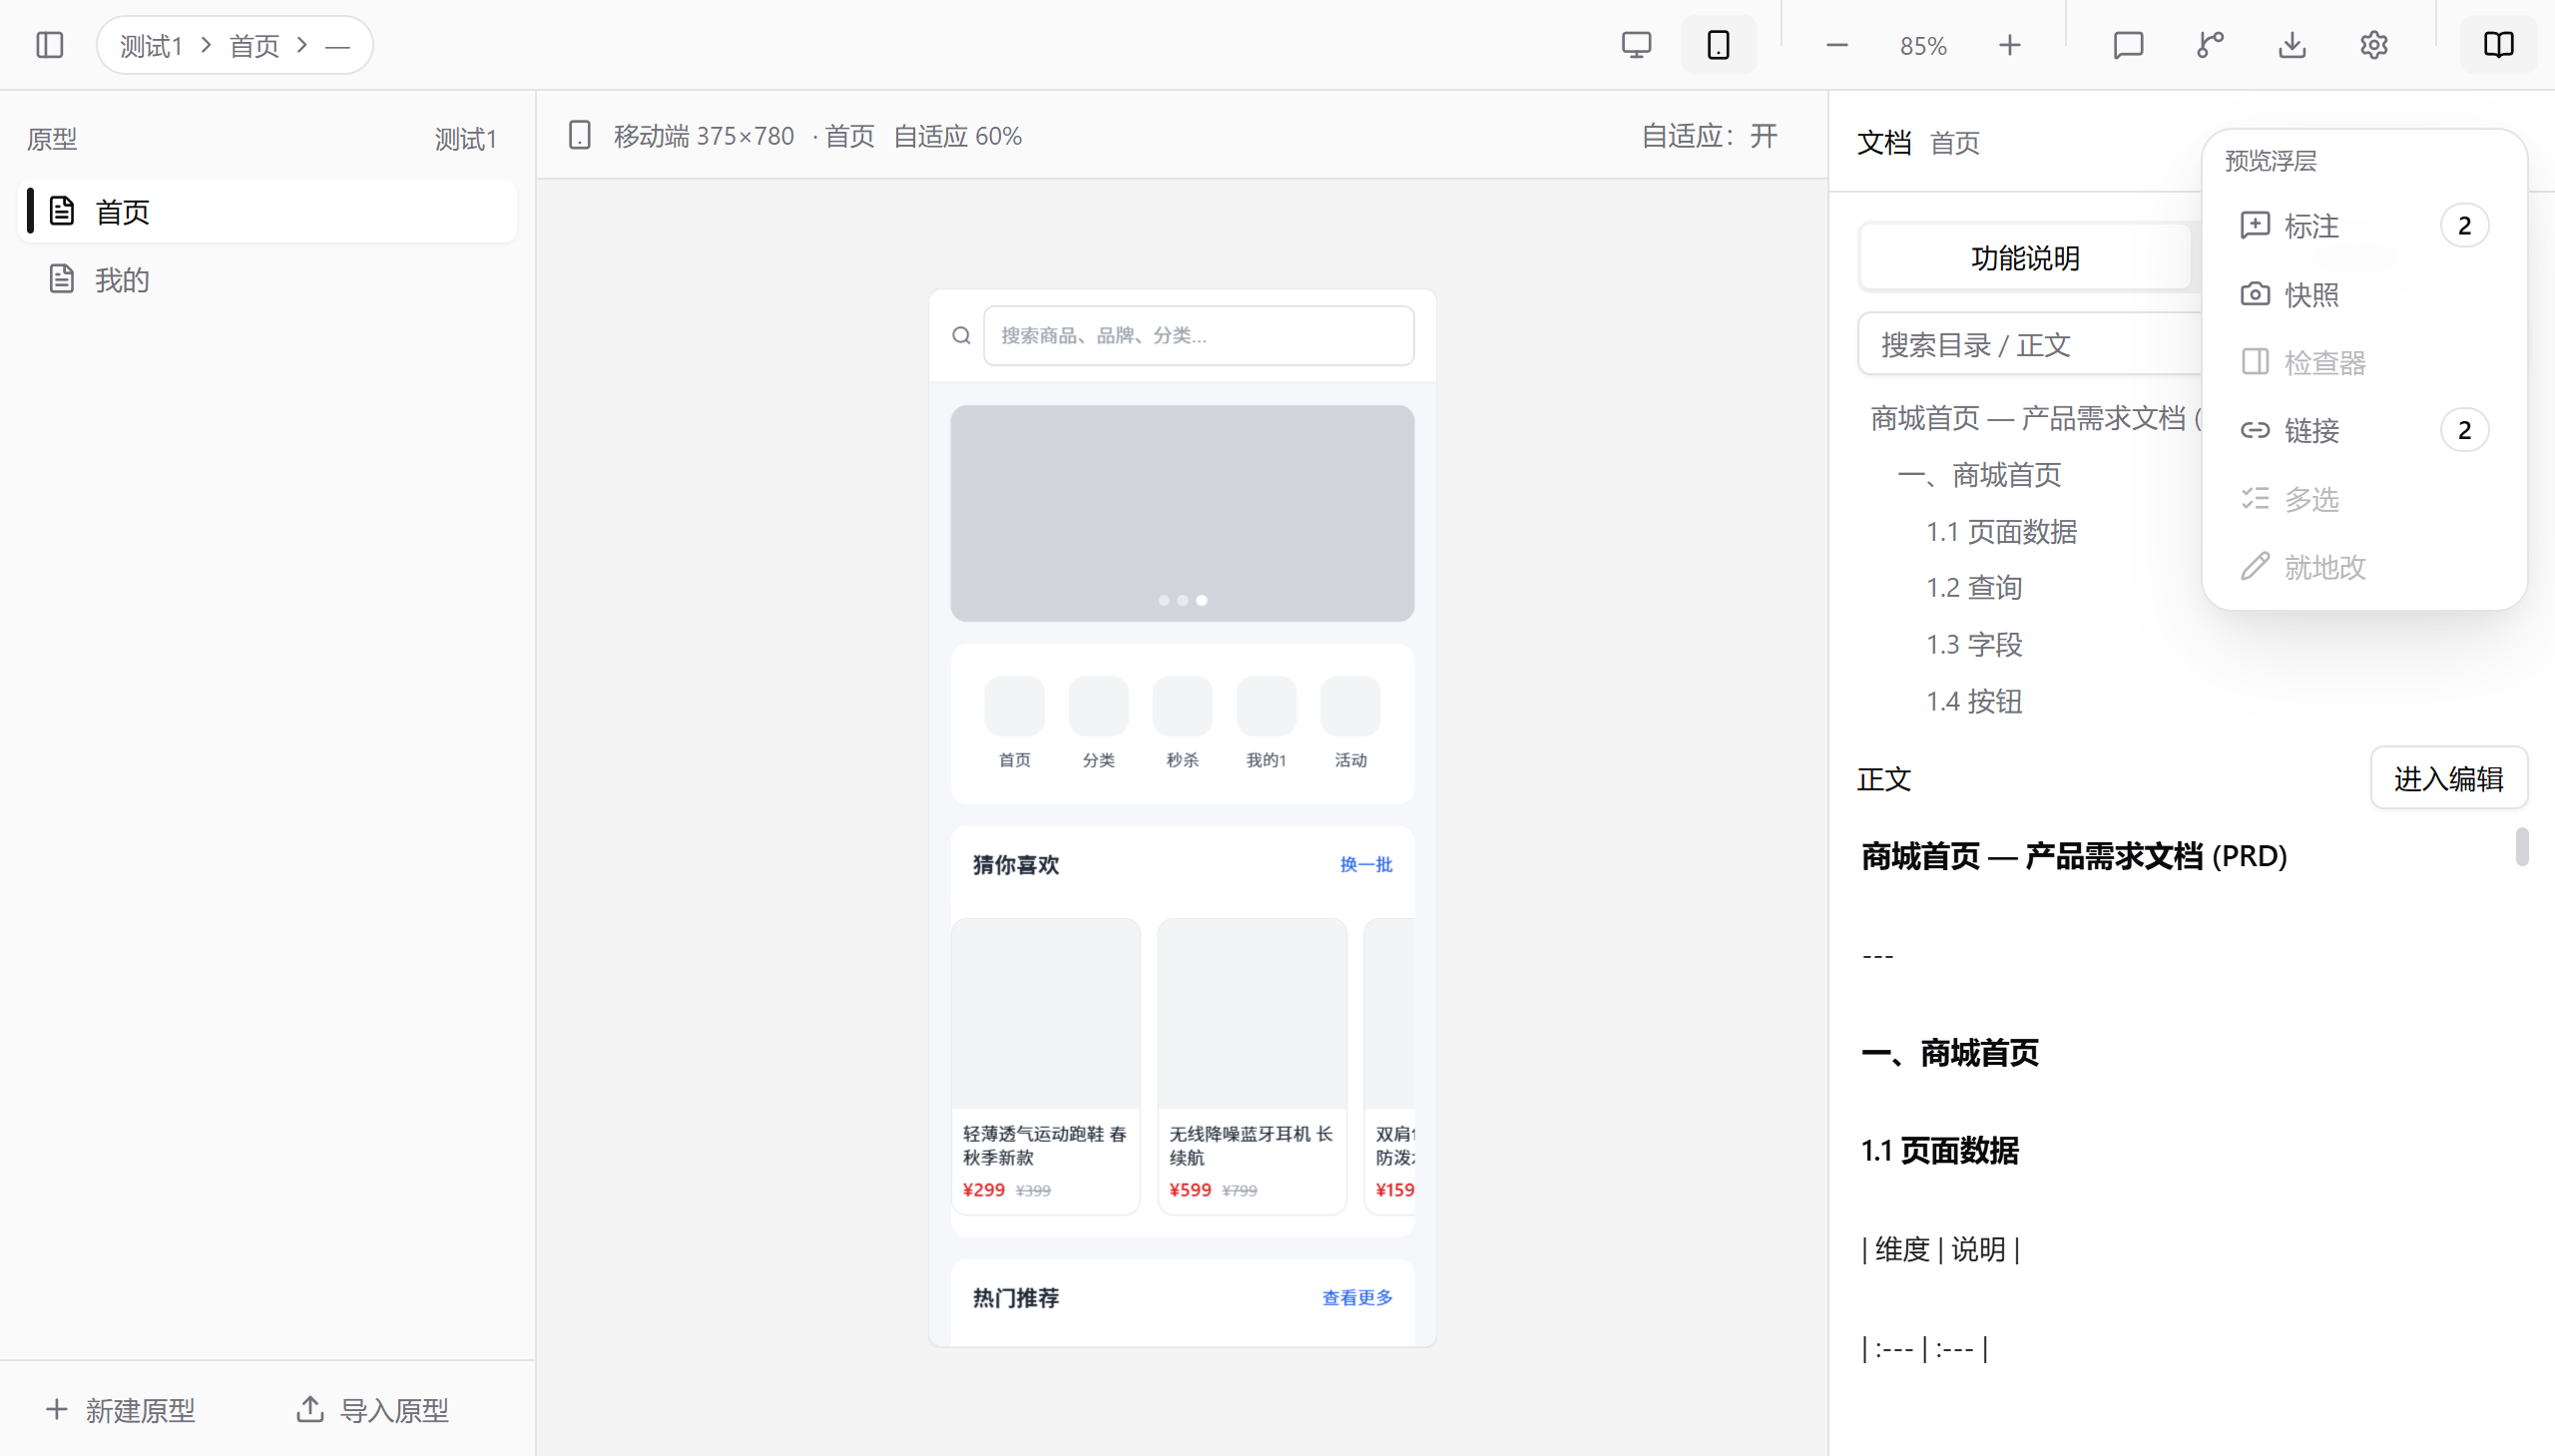 测试1 > 首页 > —
85%
原型 测试1
首页
我的
新建原型 导入原型
移动端 375×780 · 首页 自适应 60% 自适应：开
搜索商品、品牌、分类...
首页 分类 秒杀 我的1 活动
猜你喜欢 换一批
轻薄透气运动跑鞋 春
秋季新款
¥299 ¥399
无线降噪蓝牙耳机 长
续航
¥599 ¥799
双肩
防泼
¥159
热门推荐 查看更多
文档 首页
功能说明
搜索目录 / 正文
商城首页 — 产品需求文档 (
一、商城首页
1.1 页面数据
1.2 查询
1.3 字段
1.4 按钮
预览浮层
标注 2
快照
检查器
链接 2
多选
就地改
正文 进入编辑
商城首页 — 产品需求文档 (PRD)
---
一、商城首页
1.1 页面数据
| 维度 | 说明 |
| :--- | :--- |